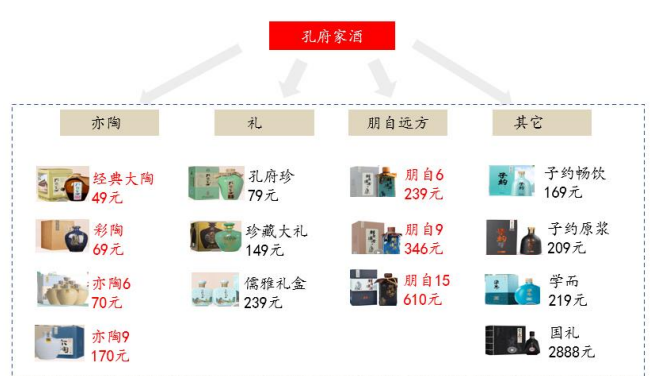 孔府家酒
亦陶
礼
朋自远方
其它
经典大陶
49元
彩陶
69元
亦陶6
70元
亦陶9
170元
孔府珍
79元
珍藏大礼
149元
儒雅礼盒
239元
朋自6
239元
朋自9
346元
朋自15
610元
子约畅饮
169元
子约原浆
209元
学而
219元
国礼
2888元